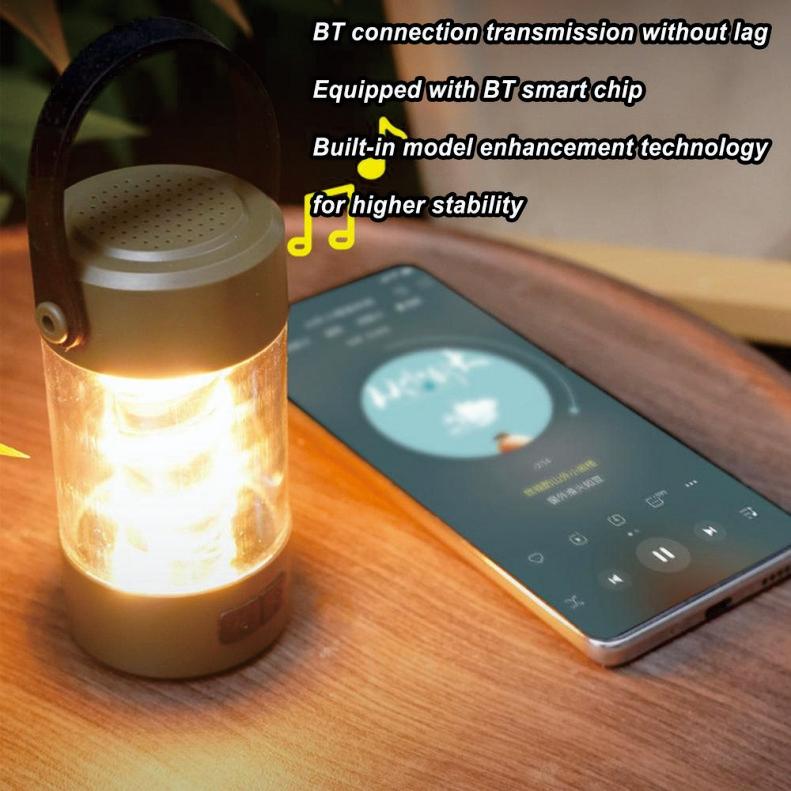 BT connection transmission without lag
Equipped with BT smart chip
Built-in model enhancement technology
for higher stability